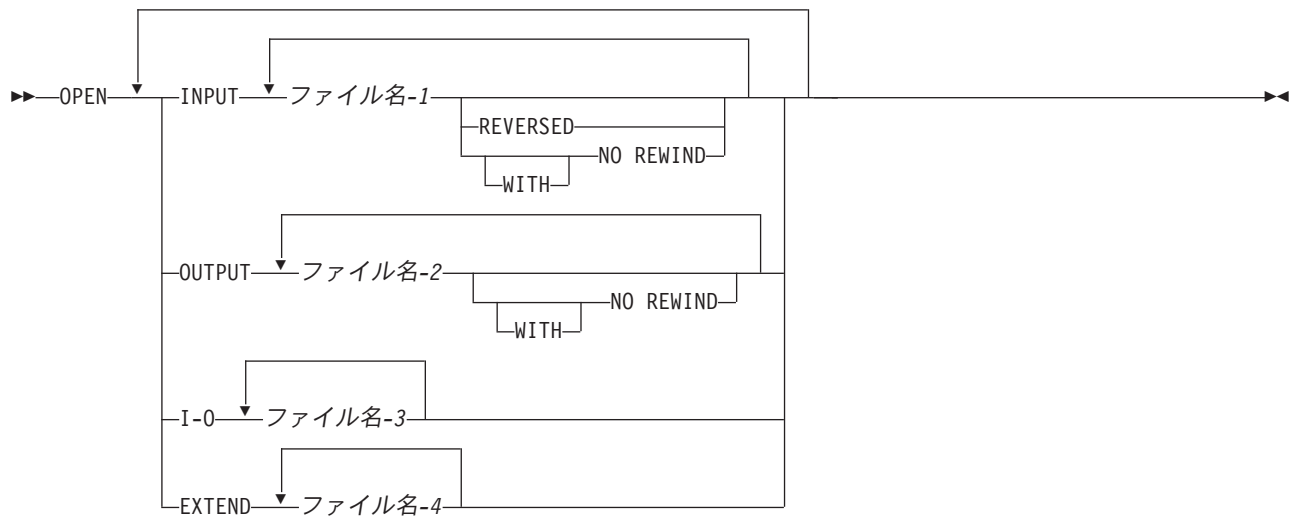 OPEN INPUT ファイル名-1
REVERSED
NO REWIND
WITH
OUTPUT ファイル名-2
NO REWIND
WITH
I-O ファイル名-3
EXTEND ファイル名-4